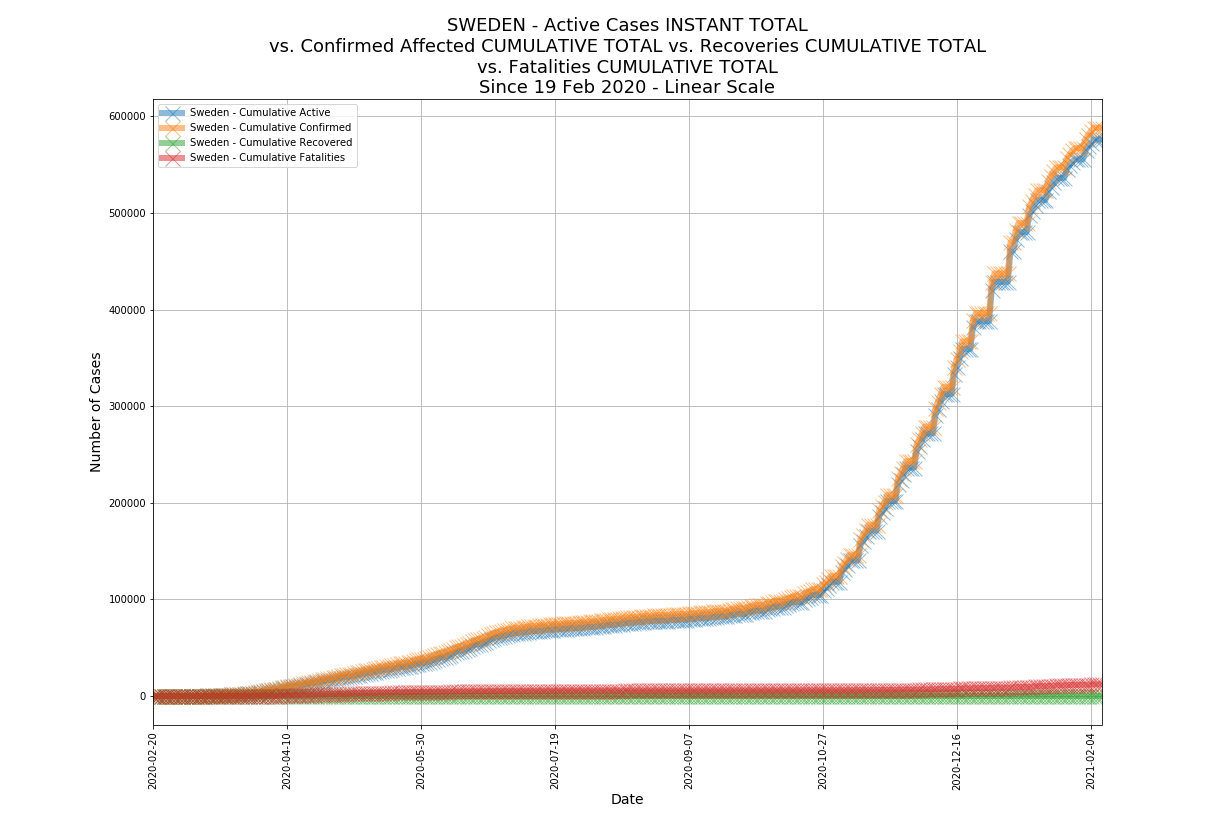 SWEDEN - Active Cases INSTANT TOTAL
vs. Confirmed Affected CUMULATIVE TOTAL vs. Recoveries CUMULATIVE TOTAL
vs. Fatalities CUMULATIVE TOTAL
Since 19 Feb 2020 - Linear Scale
Sweden - Cumulative Active
Sweden - Cumulative Confirmed
Sweden - Cumulative Recovered
Sweden - Cumulative Fatalities
Number of Cases
600000
500000
400000
300000
200000
100000
0
2020-02-20
2020-04-10
2020-05-30
2020-07-19
2020-09-07
2020-10-27
2020-12-16
2021-02-04
Date